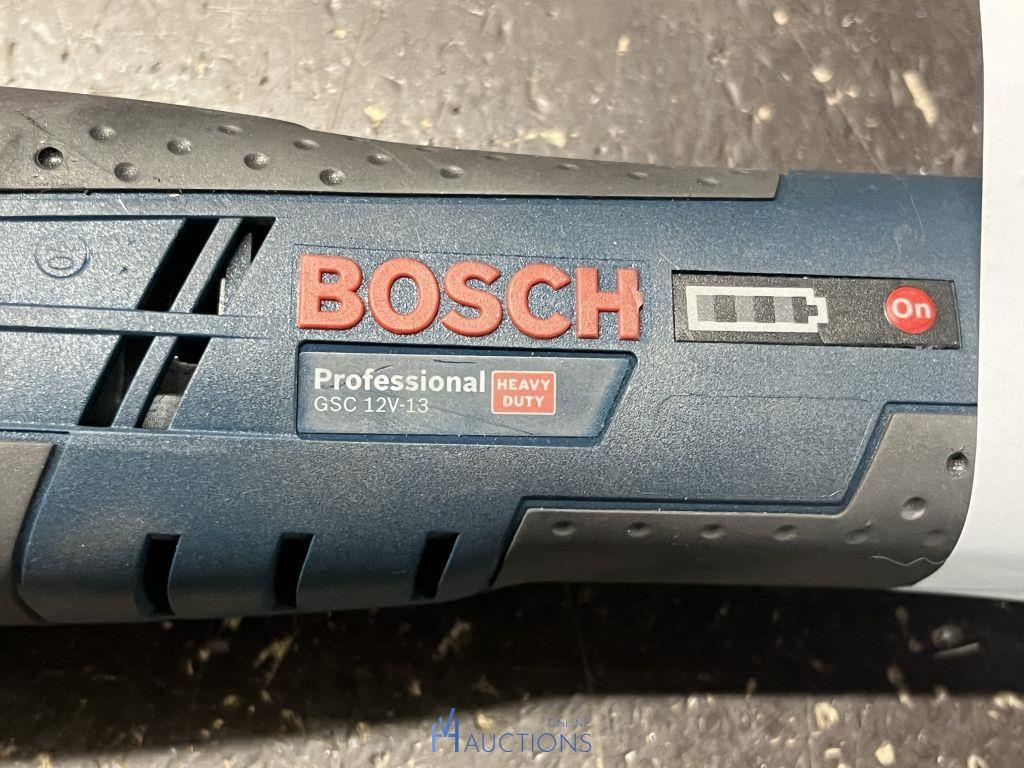 BOSCH
On
Professional HEAVY DUTY
GSC 12V-13
ONLINE
AUCTIONS